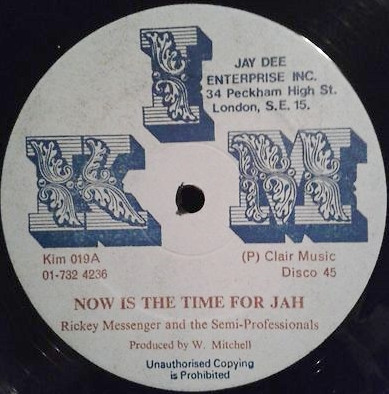 KIM
JAY DEE
ENTERPRISE INC.
34 Peckham High St.
London, S.E. 15.
Kim 019A
01-732 4236
(P) Clair Music
Disco 45
NOW IS THE TIME FOR JAH
Rickey Messenger and the Semi-Professionals
Produced by W. Mitchell
Unauthorised Copying
is Prohibited